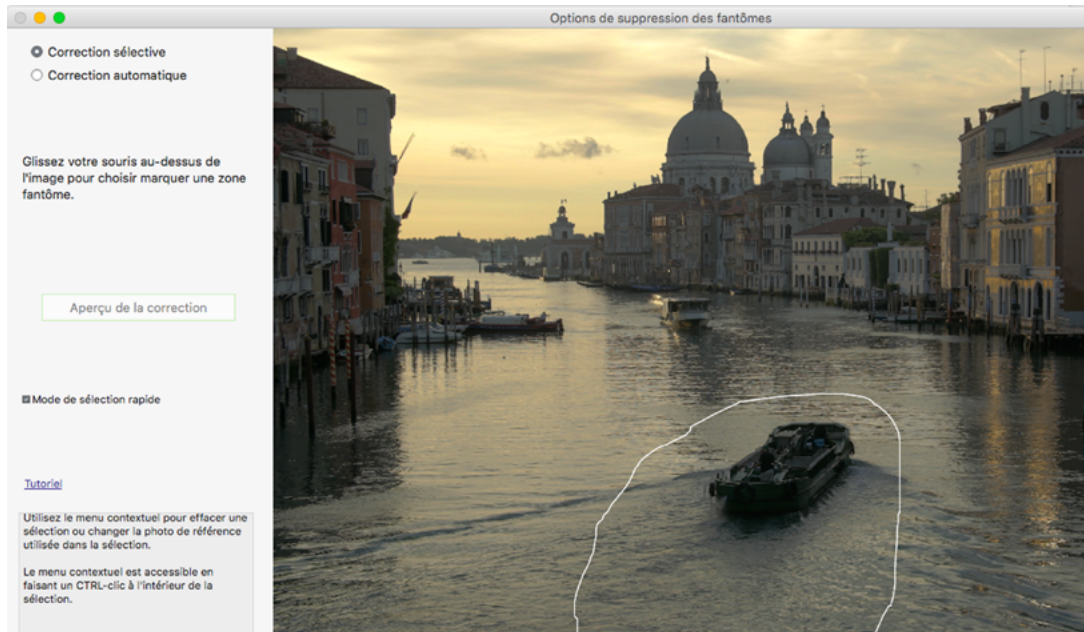 Options de suppression des fantômes
Correction sélective
Correction automatique
Glissez votre souris au-dessus de
l'image pour choisir marquer une zone
fantôme.
Aperçu de la correction
Mode de sélection rapide
Tutoriel
Utilisez le menu contextuel pour effacer une
sélection ou changer la photo de référence
utilisée dans la sélection.
Le menu contextuel est accessible en
faisant un CTRL-clic à l'intérieur de la
sélection.